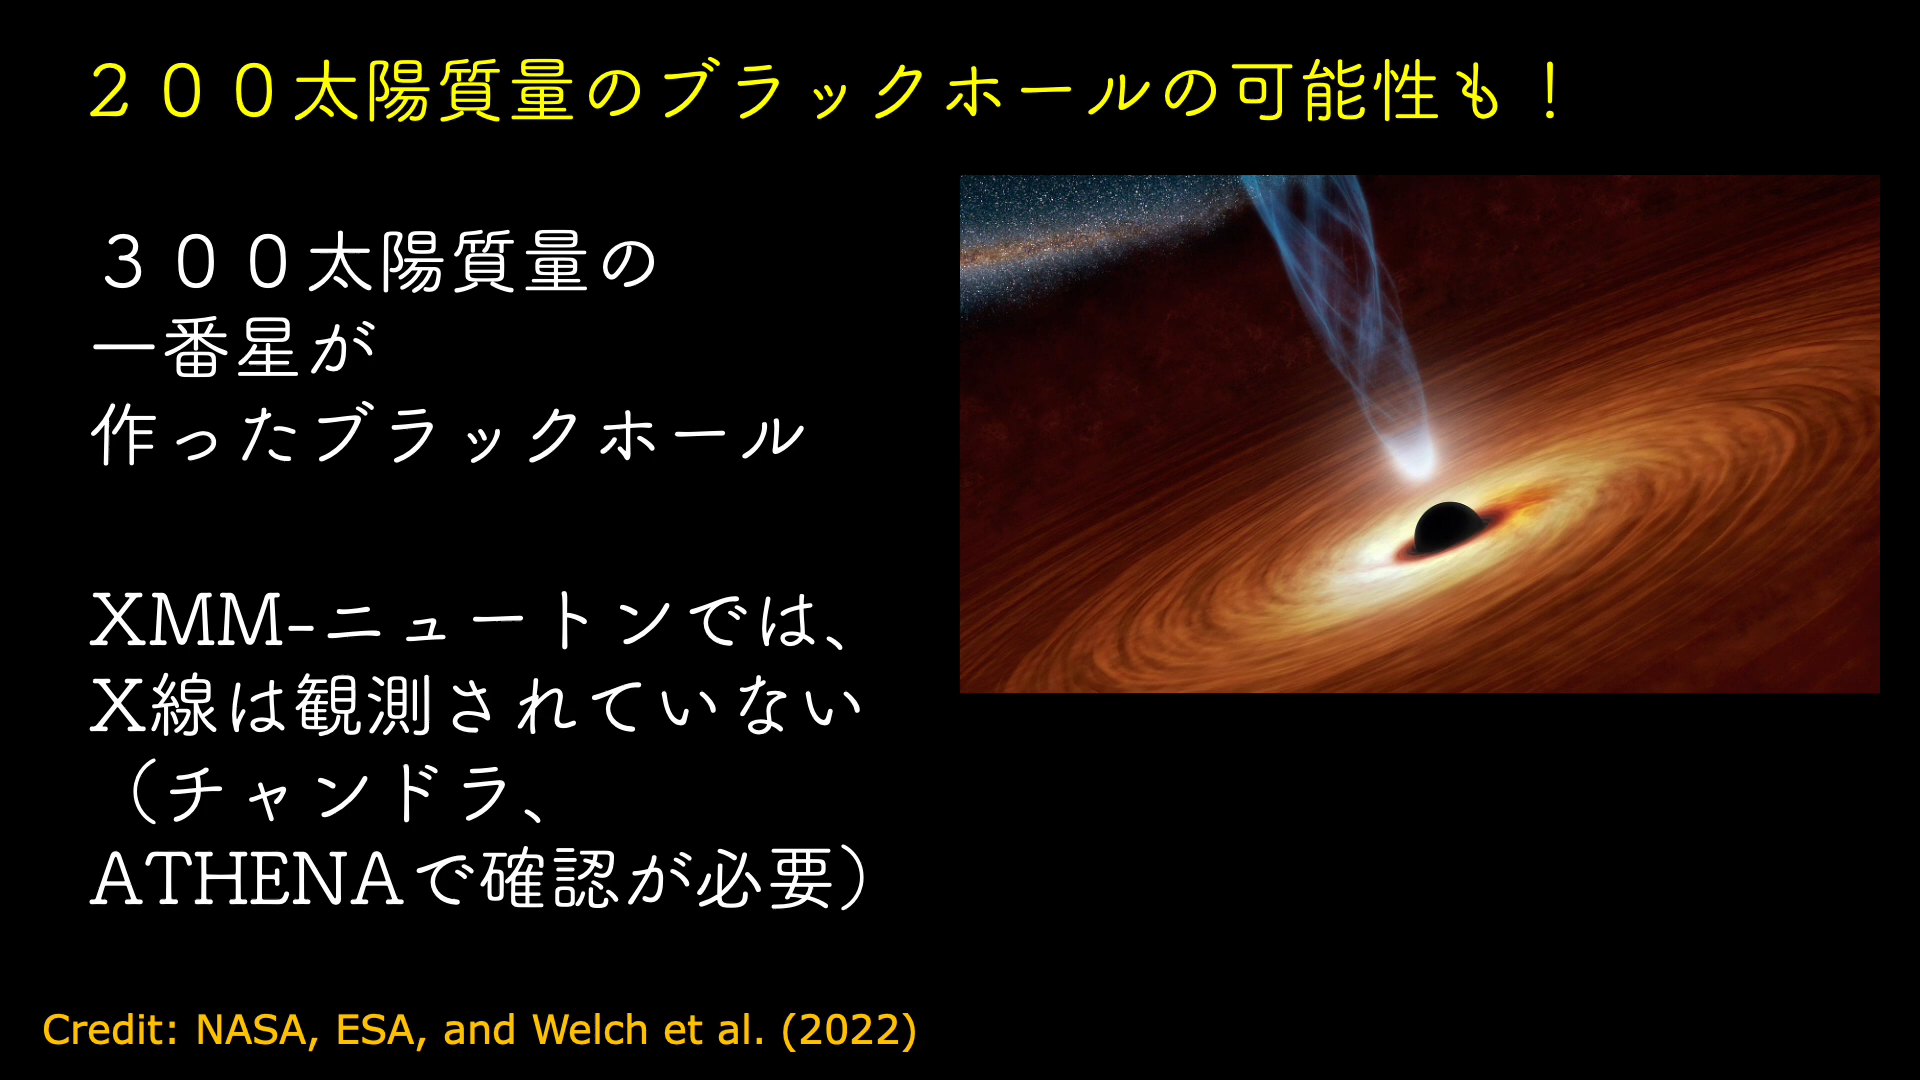 ２００太陽質量のブラックホールの可能性も！
３００太陽質量の
一番星が
作ったブラックホール
XMM-ニュートンでは、
X線は観測されていない
（チャンドラ、
ATHENAで確認が必要）
Credit: NASA, ESA, and Welch et al. (2022)